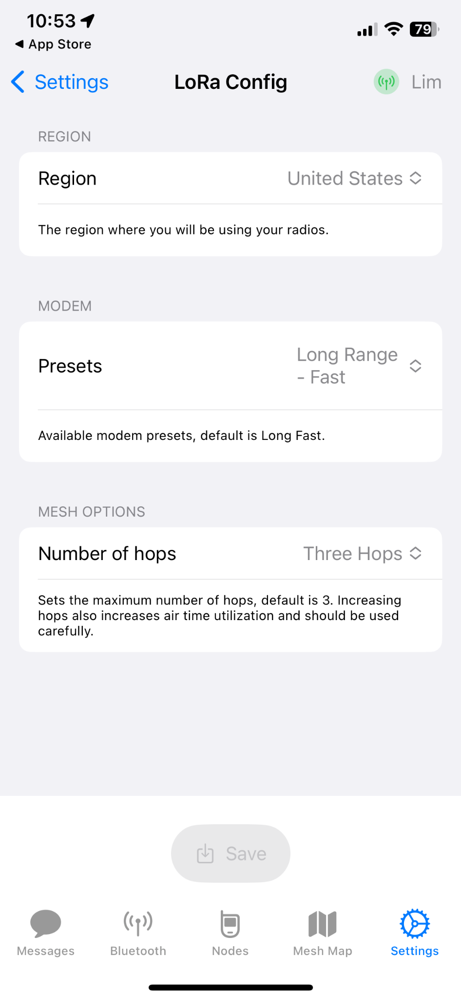 10:53
79
◀ App Store
Settings
LoRa Config
Lim
REGION
Region
United States
The region where you will be using your radios.
MODEM
Presets
Long Range
- Fast
Available modem presets, default is Long Fast.
MESH OPTIONS
Number of hops
Three Hops
Sets the maximum number of hops, default is 3. Increasing
hops also increases air time utilization and should be used
carefully.
Save
Messages
Bluetooth
Nodes
Mesh Map
Settings